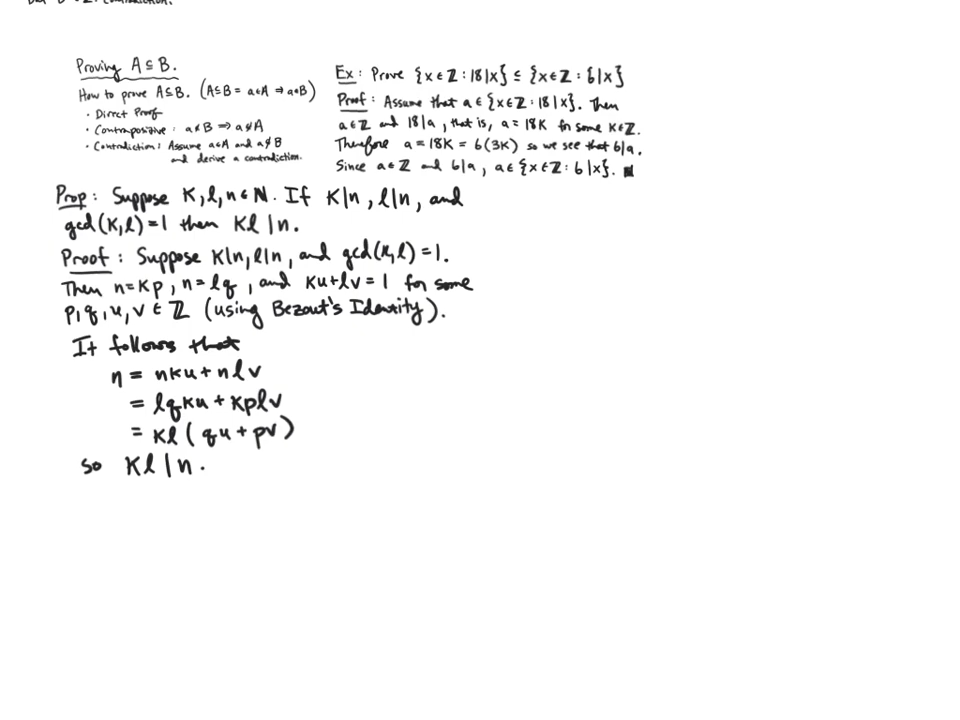 Contradiction.
Proving A ⊆ B.
How to prove A⊆B. (A⊆B = a∈A ⇒ a∈B)
· Direct Proof
· Contrapositive : a∉B ⇒ a∉A
· Contradiction : Assume a∈A and a∉B
and derive a contradiction.
Ex : Prove {x∈ℤ : 18|x} ⊆ {x∈ℤ : 6|x}
Proof : Assume that a∈{x∈ℤ : 18|x}. Then
a∈ℤ and 18|a, that is, a = 18K for some K∈ℤ.
Therefore a = 18K = 6(3K) so we see that 6|a.
Since a∈ℤ and 6|a, a∈{x∈ℤ : 6|x}. ■
Prop : Suppose K, l, n ∈ ℕ. If K|n, l|n, and
gcd(K,l)=1 then Kl|n.
Proof : Suppose K|n, l|n, and gcd(K,l)=1.
Then n=Kp, n=lq, and Ku+lv=1 for some
p,q,u,v ∈ ℤ (using Bezout's Identity).
It follows that
n = nKu + nlv
= lqKu + Kplv
= Kl(qu+pv)
so Kl|n.